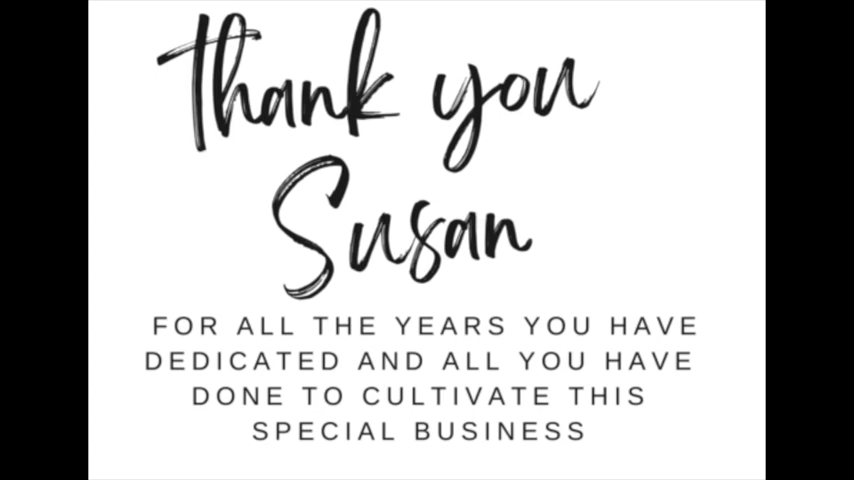 thank you
Susan
FOR ALL THE YEARS YOU HAVE
DEDICATED AND ALL YOU HAVE
DONE TO CULTIVATE THIS
SPECIAL BUSINESS